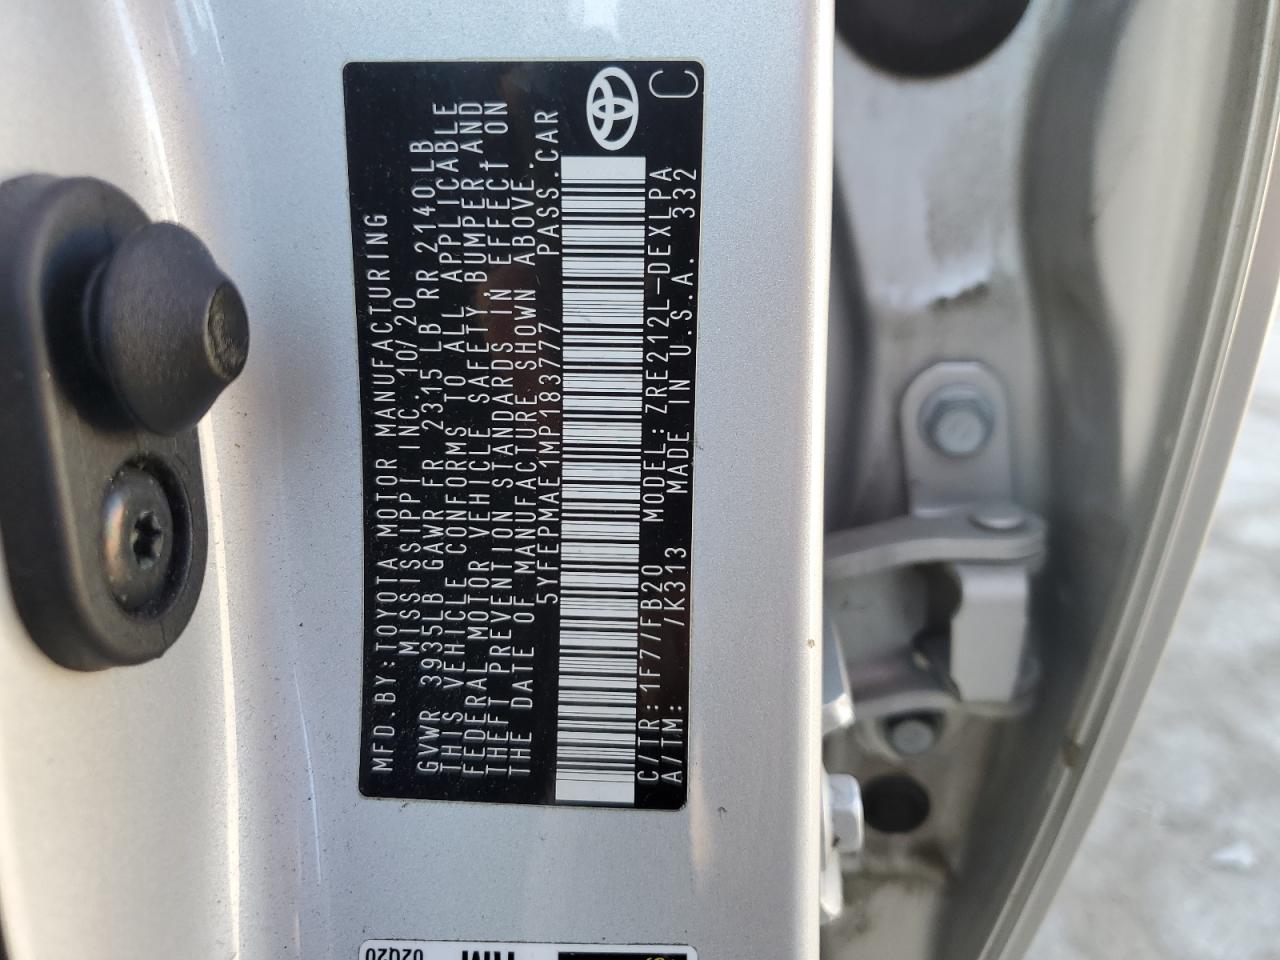 MFD.BY:TOYOTA MOTOR MANUFACTURING
MISSISSIPPI INC. 10/20
GVWR 3935LB GAWR FR 2315 LB RR 2140 LB
THIS VEHICLE CONFORMS TO ALL APPLICABLE
FEDERAL MOTOR VEHICLE SAFETY, BUMPER, AND
THEFT PREVENTION STANDARDS IN EFFECT ON
THE DATE OF MANUFACTURE SHOWN ABOVE.
5YFEPMAE1MP183777 PASS.CAR
C/TR:1F77/FB20 MODEL:ZRE212L-DEXLPA
A/TM: /K313 MADE IN U.S.A. 332
C
02Q20